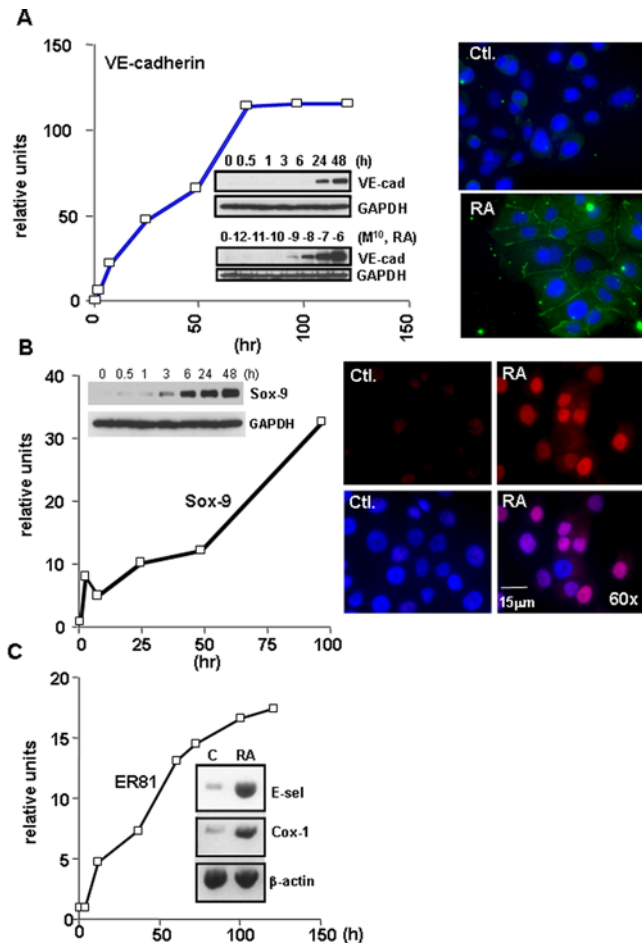 A
VE-cadherin
150
100
50
0
relative units
0 50 100 150
(hr)
0 0.5 1 3 6 24 48 (h)
VE-cad
GAPDH
0-12-11-10 -9 -8 -7 -6 (M¹⁰, RA)
VE-cad
GAPDH
Ctl.
RA
B
40
30
20
10
0
relative units
0 0.5 1 3 6 24 48 (h)
Sox-9
GAPDH
Sox-9
0 25 50 75 100
(hr)
Ctl.
RA
Ctl.
RA
15µm
60x
C
20
15
10
5
0
relative units
ER81
C RA
E-sel
Cox-1
β-actin
0 50 100 150 (h)